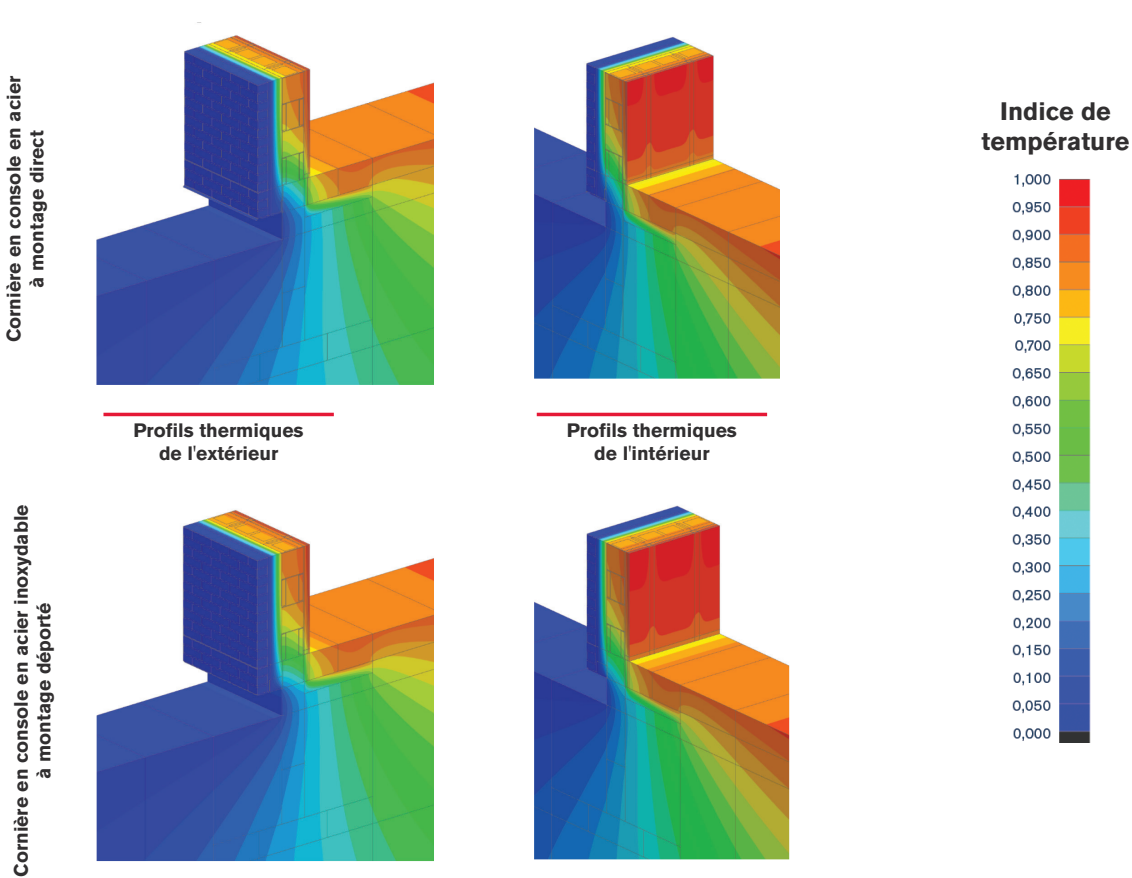 Cornière en console en acier
à montage direct
Profils thermiques
de l'extérieur
Profils thermiques
de l'intérieur
Cornière en console en acier inoxydable
à montage déporté
Indice de
température
1,000
0,950
0,900
0,850
0,800
0,750
0,700
0,650
0,600
0,550
0,500
0,450
0,400
0,350
0,300
0,250
0,200
0,150
0,100
0,050
0,000